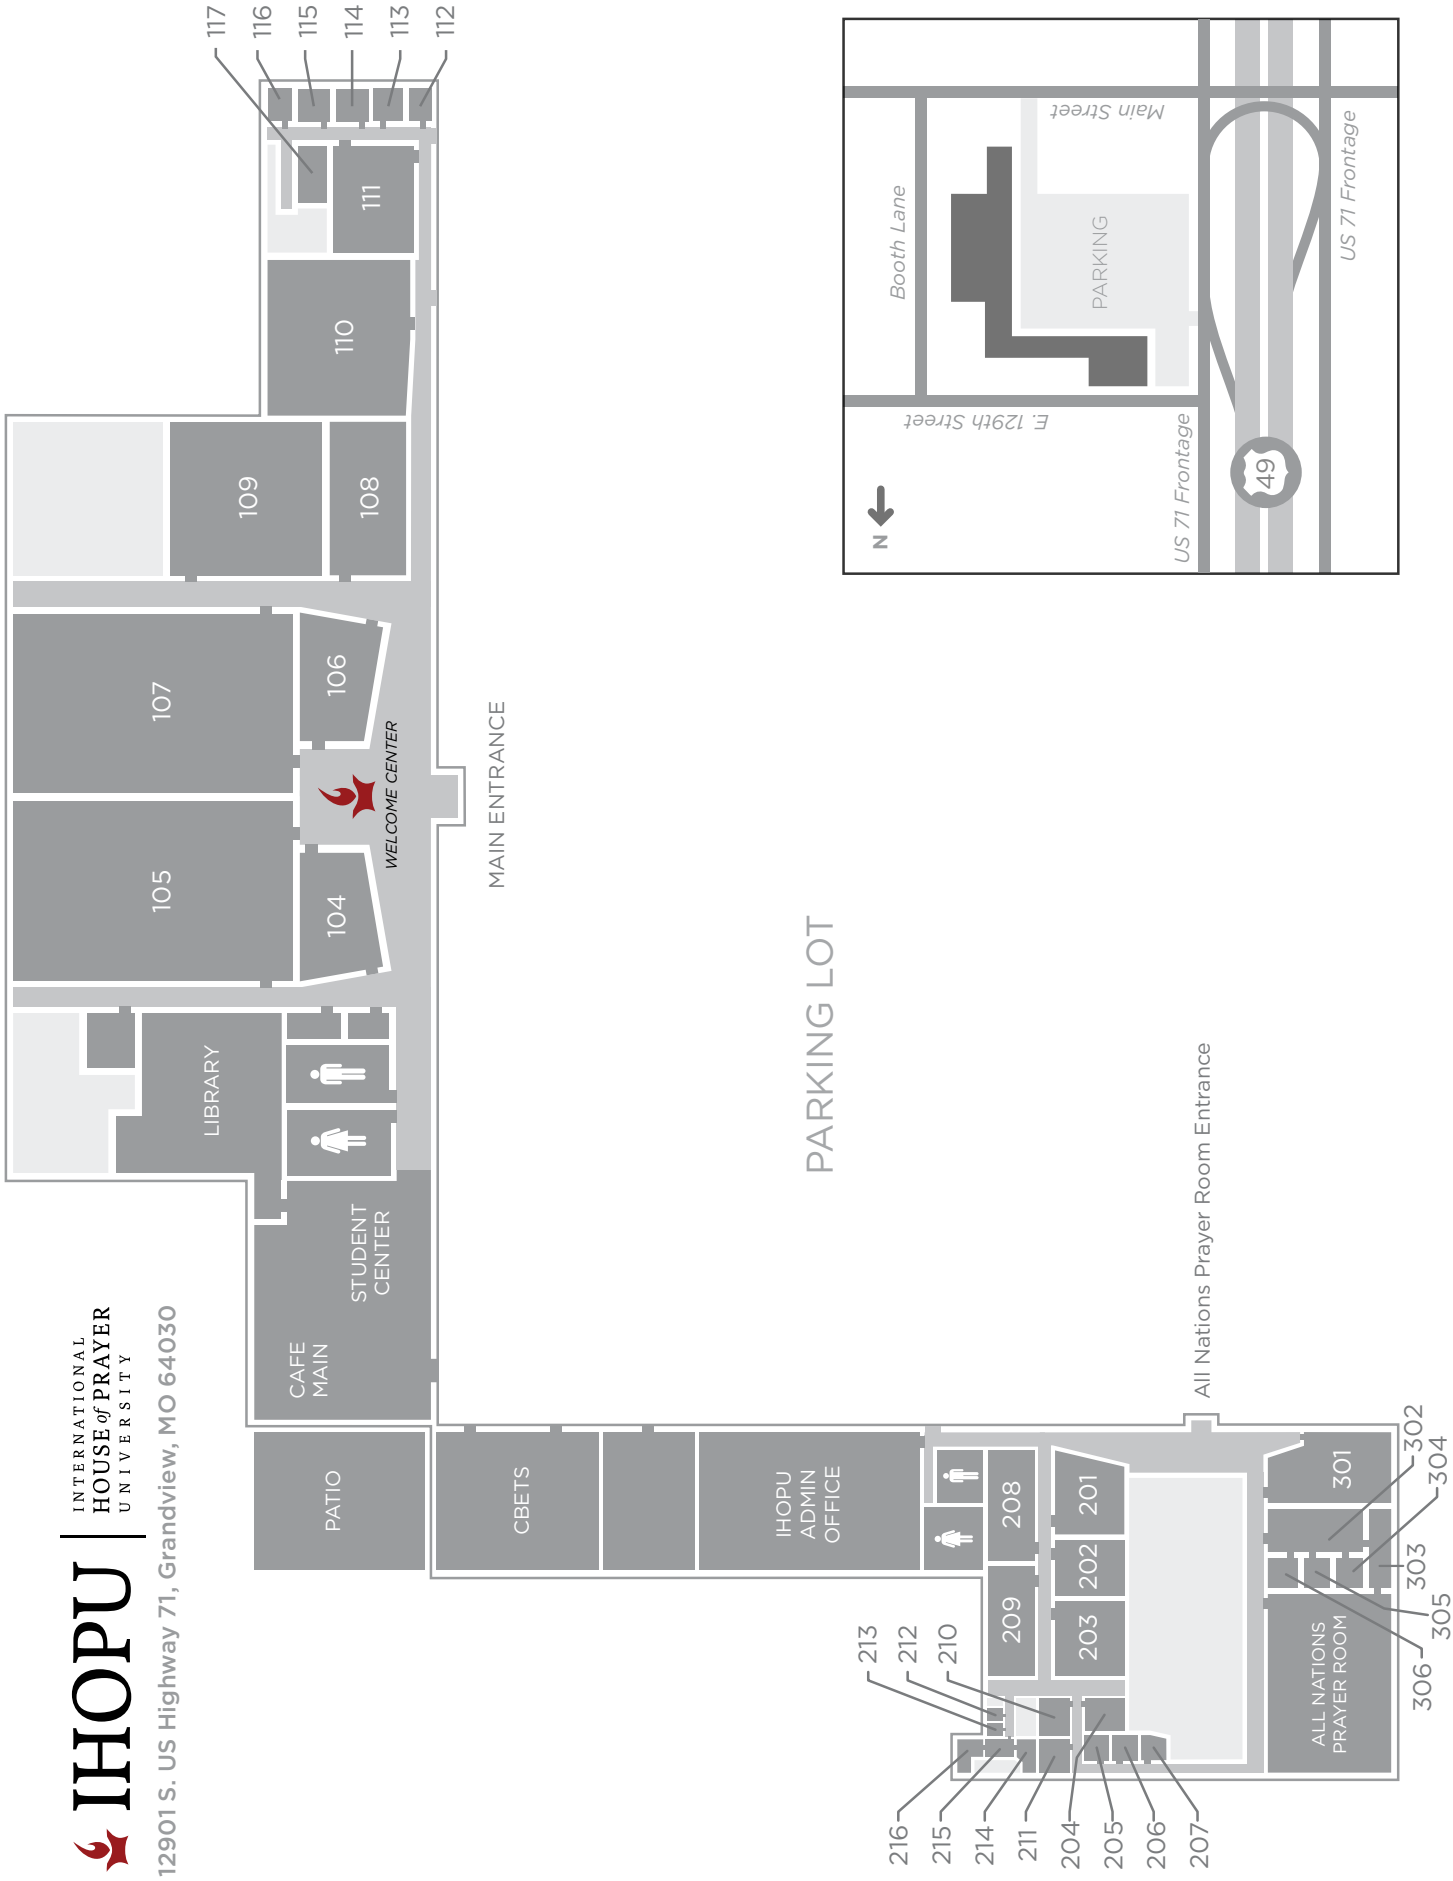 IHOPU
INTERNATIONAL
HOUSE of PRAYER
UNIVERSITY
12901 S. US Highway 71, Grandview, MO 64030
117
116
115
114
113
112
111
110
109
108
107
106
WELCOME CENTER
MAIN ENTRANCE
105
104
LIBRARY
STUDENT
CENTER
CAFE
MAIN
PATIO
CBETS
IHOPU
ADMIN
OFFICE
PARKING LOT
All Nations Prayer Room Entrance
208
209
201
202
203
213
212
210
216
215
214
211
204
205
206
207
301
302
304
303
305
306
ALL NATIONS
PRAYER ROOM
Booth Lane
Main Street
PARKING
E. 129th Street
US 71 Frontage
US 71 Frontage
49
N